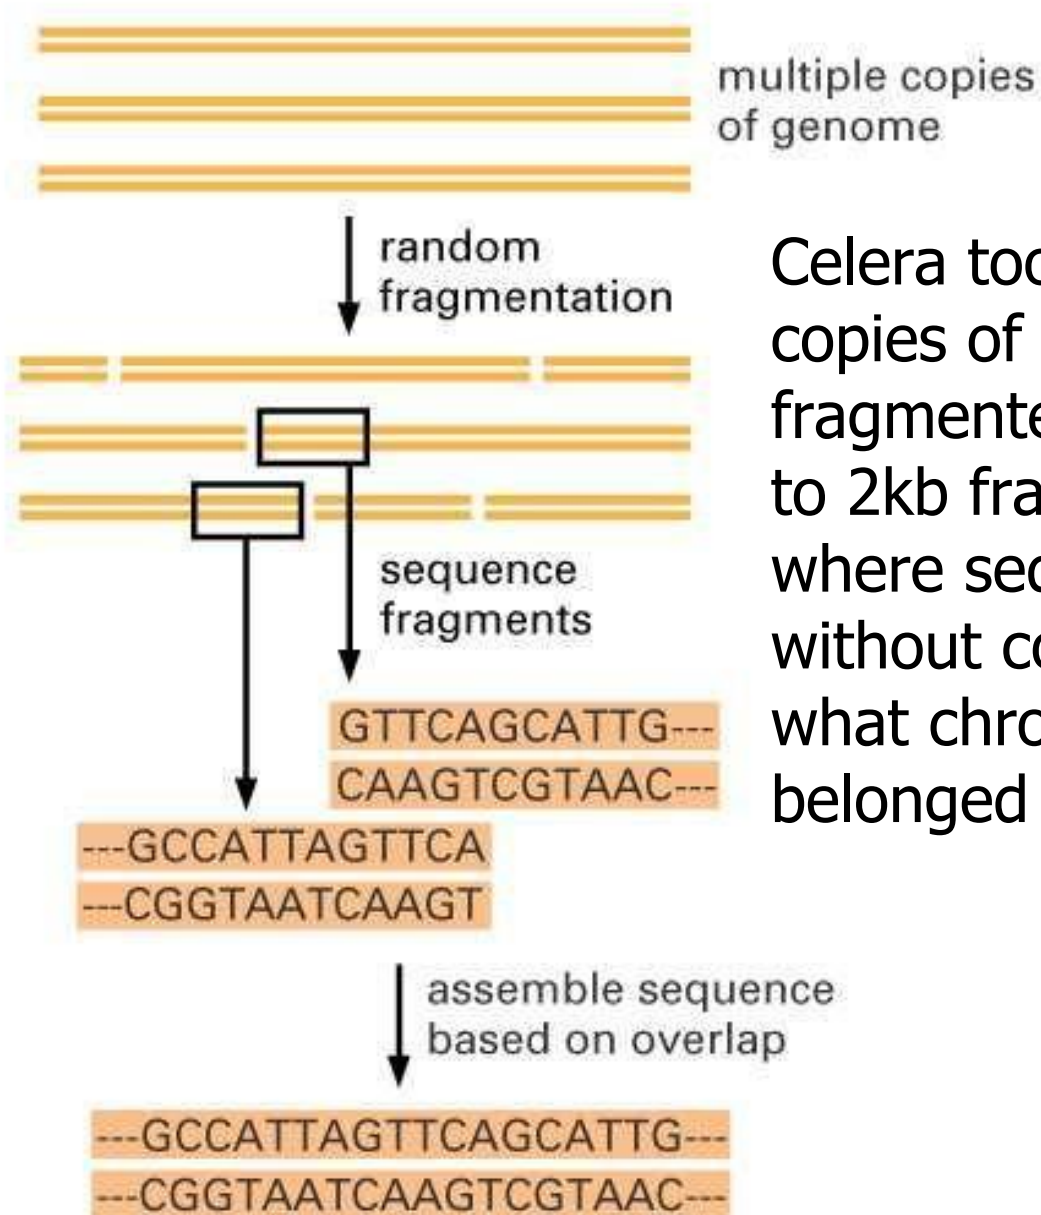 multiple copies
of genome
random
fragmentation
Celera too
copies of
fragmente
to 2kb fra
where sec
without co
what chro
belonged
sequence
fragments
GTTCAGCATTG---
CAAGTCGTAAC---
---GCCATTAGTTCA
---CGGTAATCAAGT
assemble sequence
based on overlap
---GCCATTAGTTCAGCATTG---
---CGGTAATCAAGTCGTAAC---